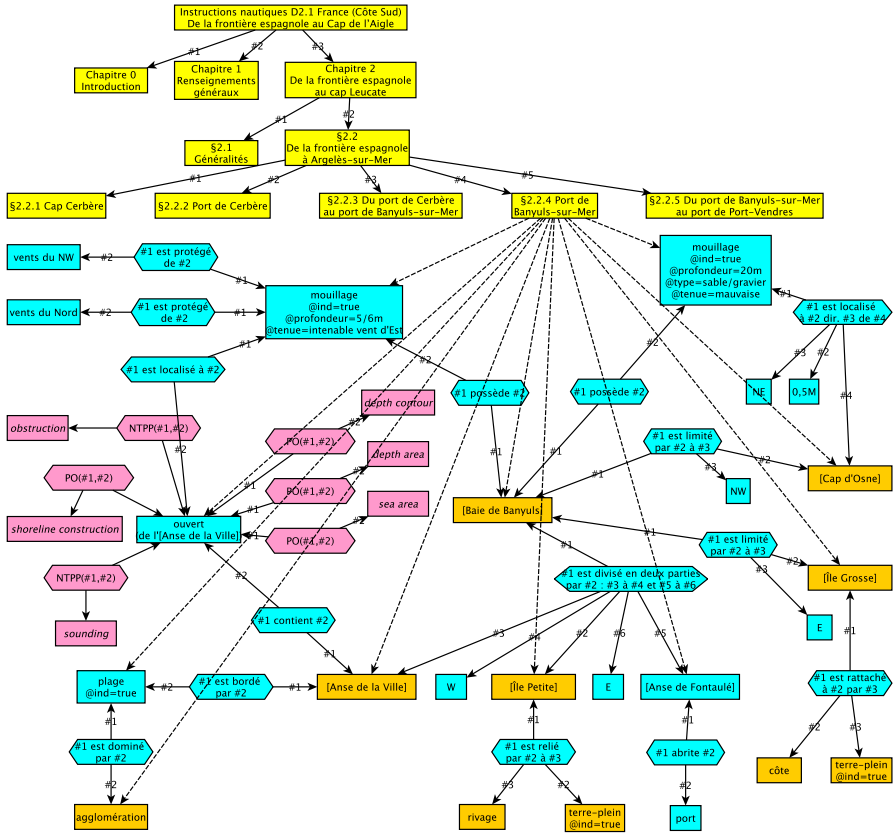 Instructions nautiques D2.1 France (Côte Sud)
De la frontière espagnole au Cap de l'Aigle
#1
#2
#3
Chapitre 0
Introduction
Chapitre 1
Renseignements
généraux
Chapitre 2
De la frontière espagnole
au cap Leucate
#1
#2
§2.1
Généralités
§2.2
De la frontière espagnole
à Argelès-sur-Mer
#1
#2
#3
#4
#5
§2.2.1 Cap Cerbère
§2.2.2 Port de Cerbère
§2.2.3 Du port de Cerbère
au port de Banyuls-sur-Mer
§2.2.4 Port de
Banyuls-sur-Mer
§2.2.5 Du port de Banyuls-sur-Mer
au port de Port-Vendres
vents du NW
#2
#1 est protégé
de #2
#1
mouillage
@ind=true
@profondeur=20m
@type=sable/gravier
@tenue=mauvaise
#1
#1 est localisé
à #2 dir. #3 de #4
vents du Nord
#2
#1 est protégé
de #2
#1
mouillage
@ind=true
@profondeur=5/6m
@tenue=intenable vent d'Est
#1
#2
#2
#3
#2
#4
#1 est localisé à #2
#2
#1 possède #2
#1
#1 possède #2
#1
NE
0,5M
obstruction
NTPP(#1,#2)
depth contour
#2
PO(#1,#2)
#1
#1 est limité
par #2 à #3
#1
#2
#3
depth area
#2
PO(#1,#2)
#1
PO(#1,#2)
NW
[Cap d'Osne]
sea area
#2
PO(#1,#2)
#1
shoreline construction
ouvert
de l'[Anse de la Ville]
[Baie de Banyuls]
#1
#1
#1 est limité
par #2 à #3
#2
#3
NTPP(#1,#2)
#2
#1 est divisé en deux parties
par #2 : #3 à #4 et #5 à #6
[Île Grosse]
sounding
#1 contient #2
#1
#3
#4
#2
#6
#5
E
#1
plage
@ind=true
#2
#1 est bordé
par #2
#1
[Anse de la Ville]
W
[Île Petite]
E
[Anse de Fontaulé]
#1 est rattaché
à #2 par #3
#1
#1
#1
#2
#3
#1 est dominé
par #2
#1 est relié
par #2 à #3
#1 abrite #2
côte
terre-plein
@ind=true
#2
#3
#2
#2
agglomération
rivage
terre-plein
@ind=true
port